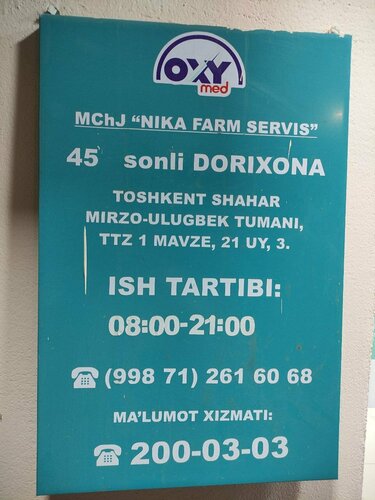 OXY
med
MChJ "NIKA FARM SERVIS"
45 sonli DORIXONA
TOSHKENT SHAHAR
MIRZO-ULUGBEK TUMANI,
TTZ 1 MAVZE, 21 UY, 3.
ISH TARTIBI:
08:00-21:00
(998 71) 261 60 68
MA'LUMOT XIZMATI:
200-03-03